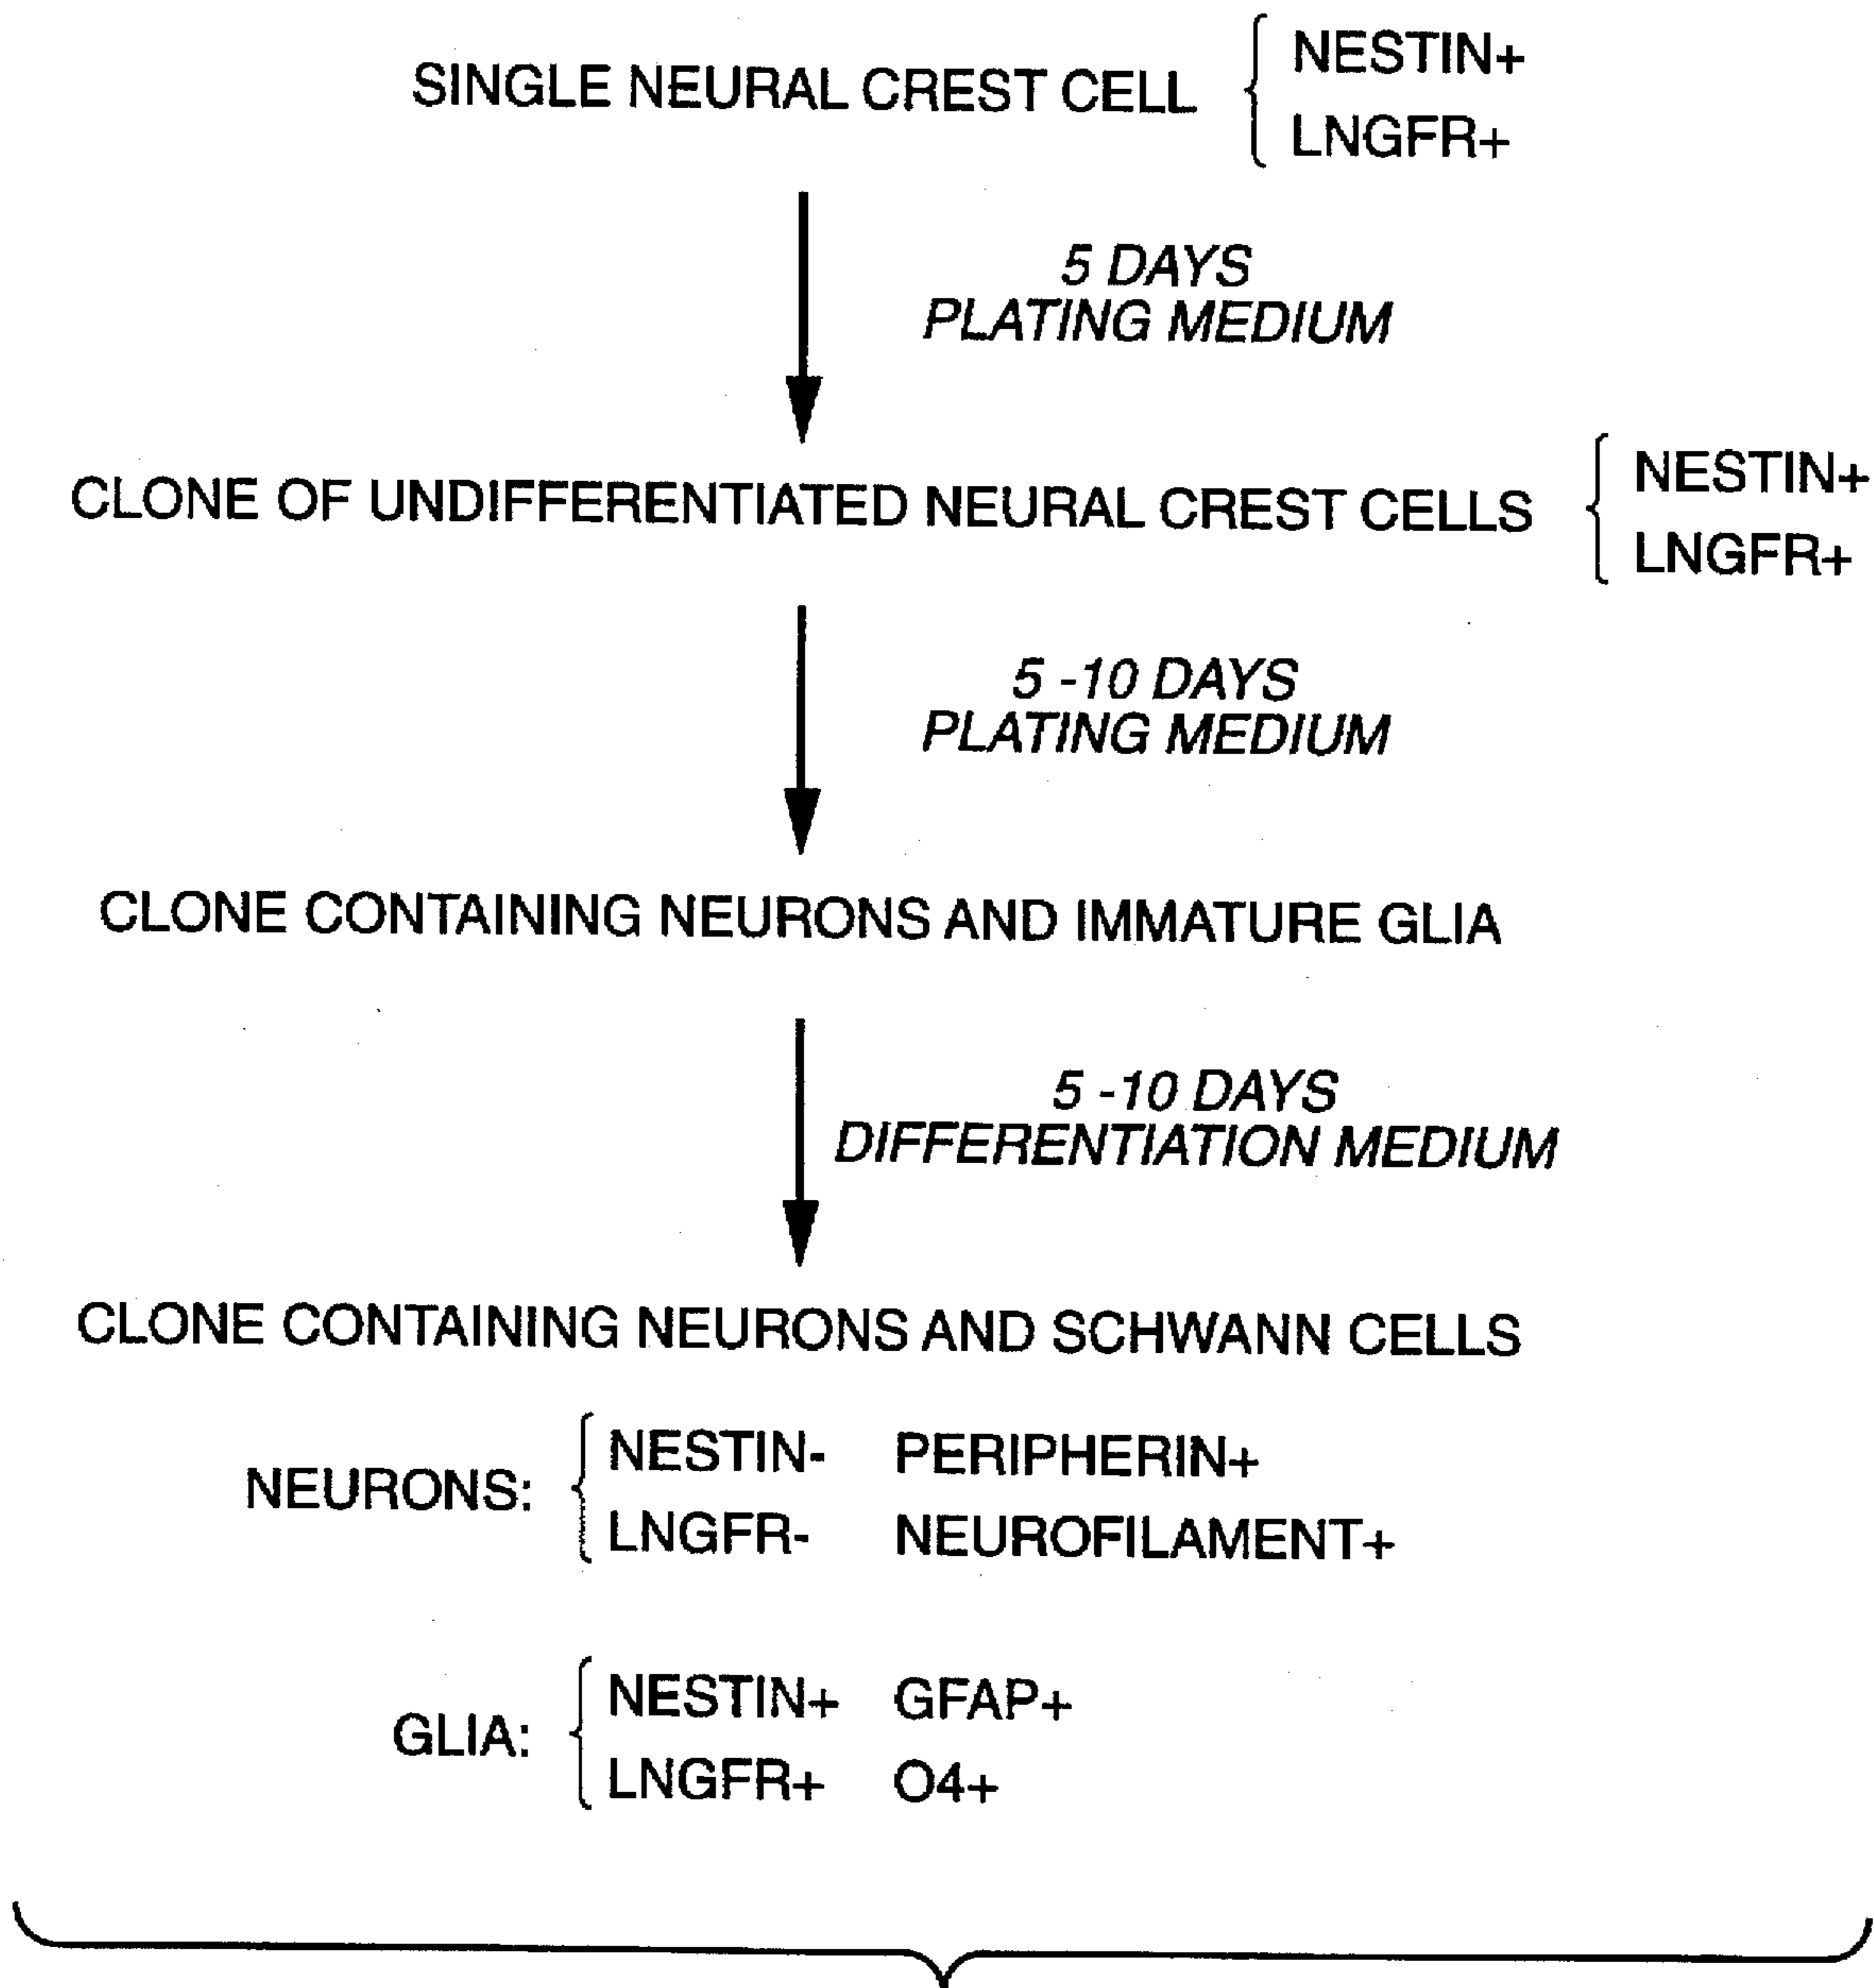 SINGLE NEURAL CREST CELL
NESTIN+
LNGFR+
5 DAYS
PLATING MEDIUM
CLONE OF UNDIFFERENTIATED NEURAL CREST CELLS
NESTIN+
LNGFR+
5 -10 DAYS
PLATING MEDIUM
CLONE CONTAINING NEURONS AND IMMATURE GLIA
5 -10 DAYS
DIFFERENTIATION MEDIUM
CLONE CONTAINING NEURONS AND SCHWANN CELLS
NEURONS:
NESTIN- PERIPHERIN+
LNGFR- NEUROFILAMENT+
GLIA:
NESTIN+ GFAP+
LNGFR+ O4+